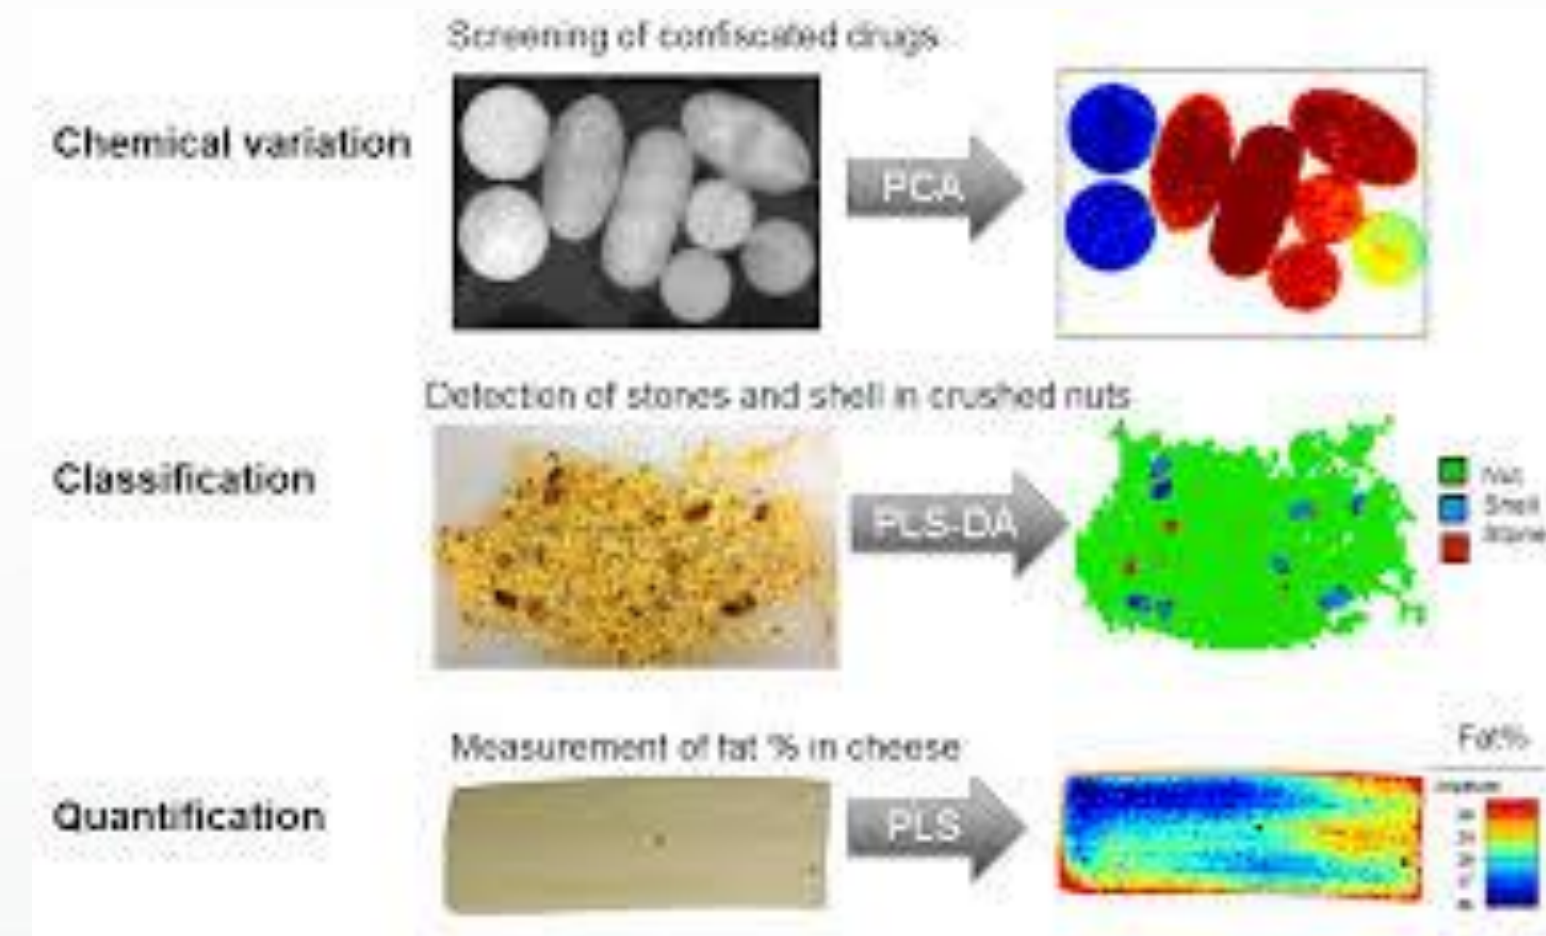 Screening of confiscated drugs
Chemical variation
PCA
Detection of stones and shell in crushed nuts
Classification
PLS-DA
Nut
Shell
Stone
Measurement of fat % in cheese
Fat%
Quantification
PLS